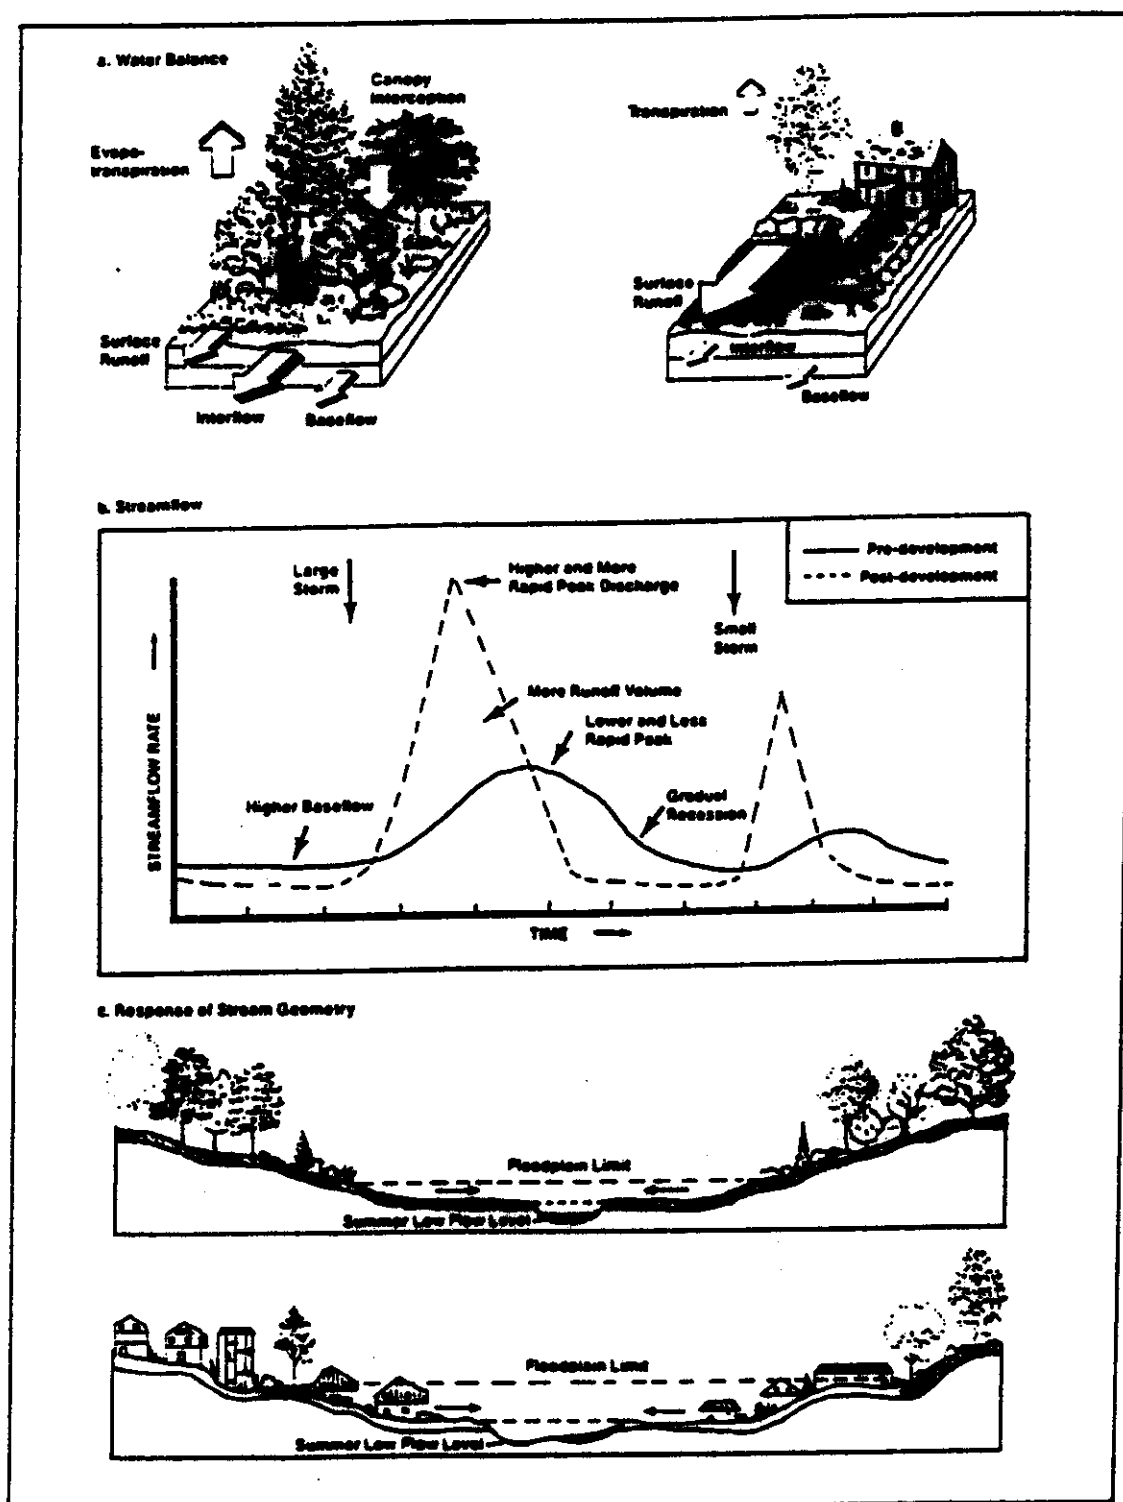 a. Water Balance
Canopy
Interception
Evapo-
transpiration
Surface
Runoff
Interflow
Baseflow
Transpiration
Surface
Runoff
Interflow
Baseflow
b. Streamflow
Pre-development
Post-development
Large
Storm
Higher and More
Rapid Peak Discharge
Small
Storm
More Runoff Volume
Lower and Less
Rapid Peak
Higher Baseflow
Gradual
Recession
STREAMFLOW RATE
TIME
c. Response of Stream Geometry
Floodplain Limit
Summer Low Flow Level
Floodplain Limit
Summer Low Flow Level